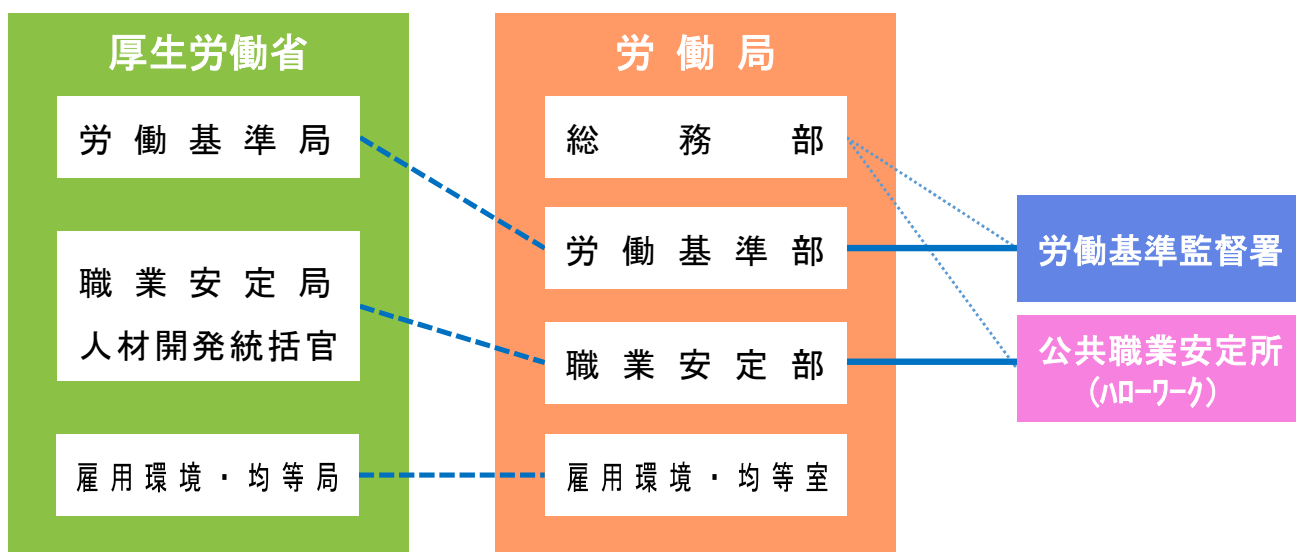 厚生労働省
労働基準局
職業安定局
人材開発統括官
雇用環境・均等局
労働局
総務部
労働基準部
職業安定部
雇用環境・均等室
労働基準監督署
公共職業安定所
（ﾊﾛｰﾜｰｸ）